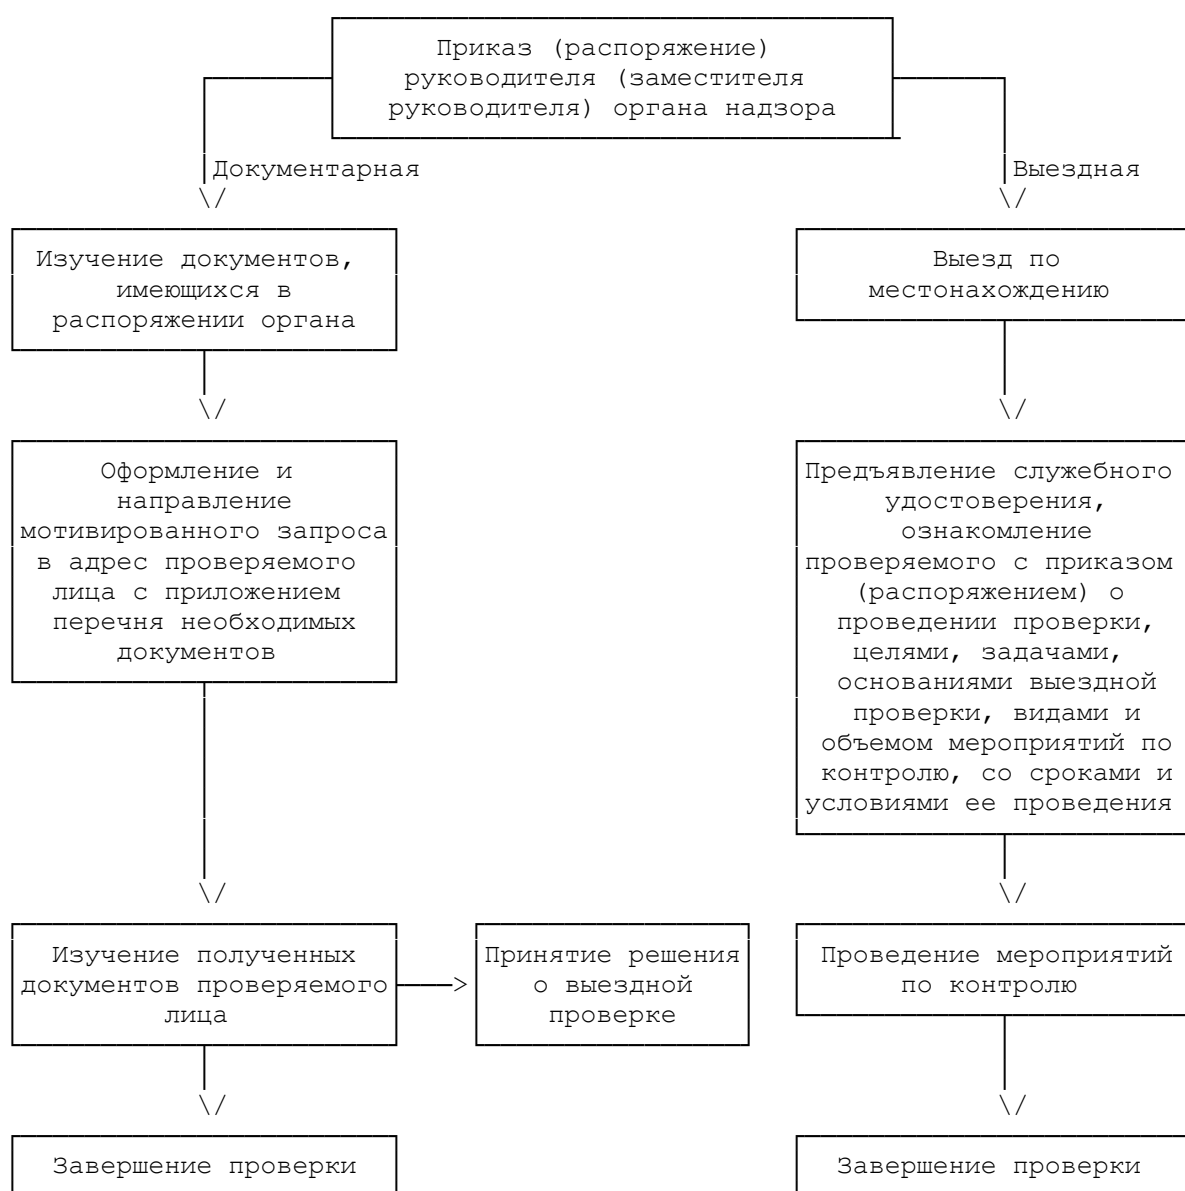 Приказ (распоряжение)
руководителя (заместителя
руководителя) органа надзора
Документарная
Выездная
Изучение документов,
имеющихся в
распоряжении органа
Выезд по
местонахождению
Оформление и
направление
мотивированного запроса
в адрес проверяемого
лица с приложением
перечня необходимых
документов
Предъявление служебного
удостоверения,
ознакомление
проверяемого с приказом
(распоряжением) о
проведении проверки,
целями, задачами,
основаниями выездной
проверки, видами и
объемом мероприятий по
контролю, со сроками и
условиями ее проведения
Изучение полученных
документов проверяемого
лица
Принятие решения
о выездной
проверке
Проведение мероприятий
по контролю
Завершение проверки
Завершение проверки